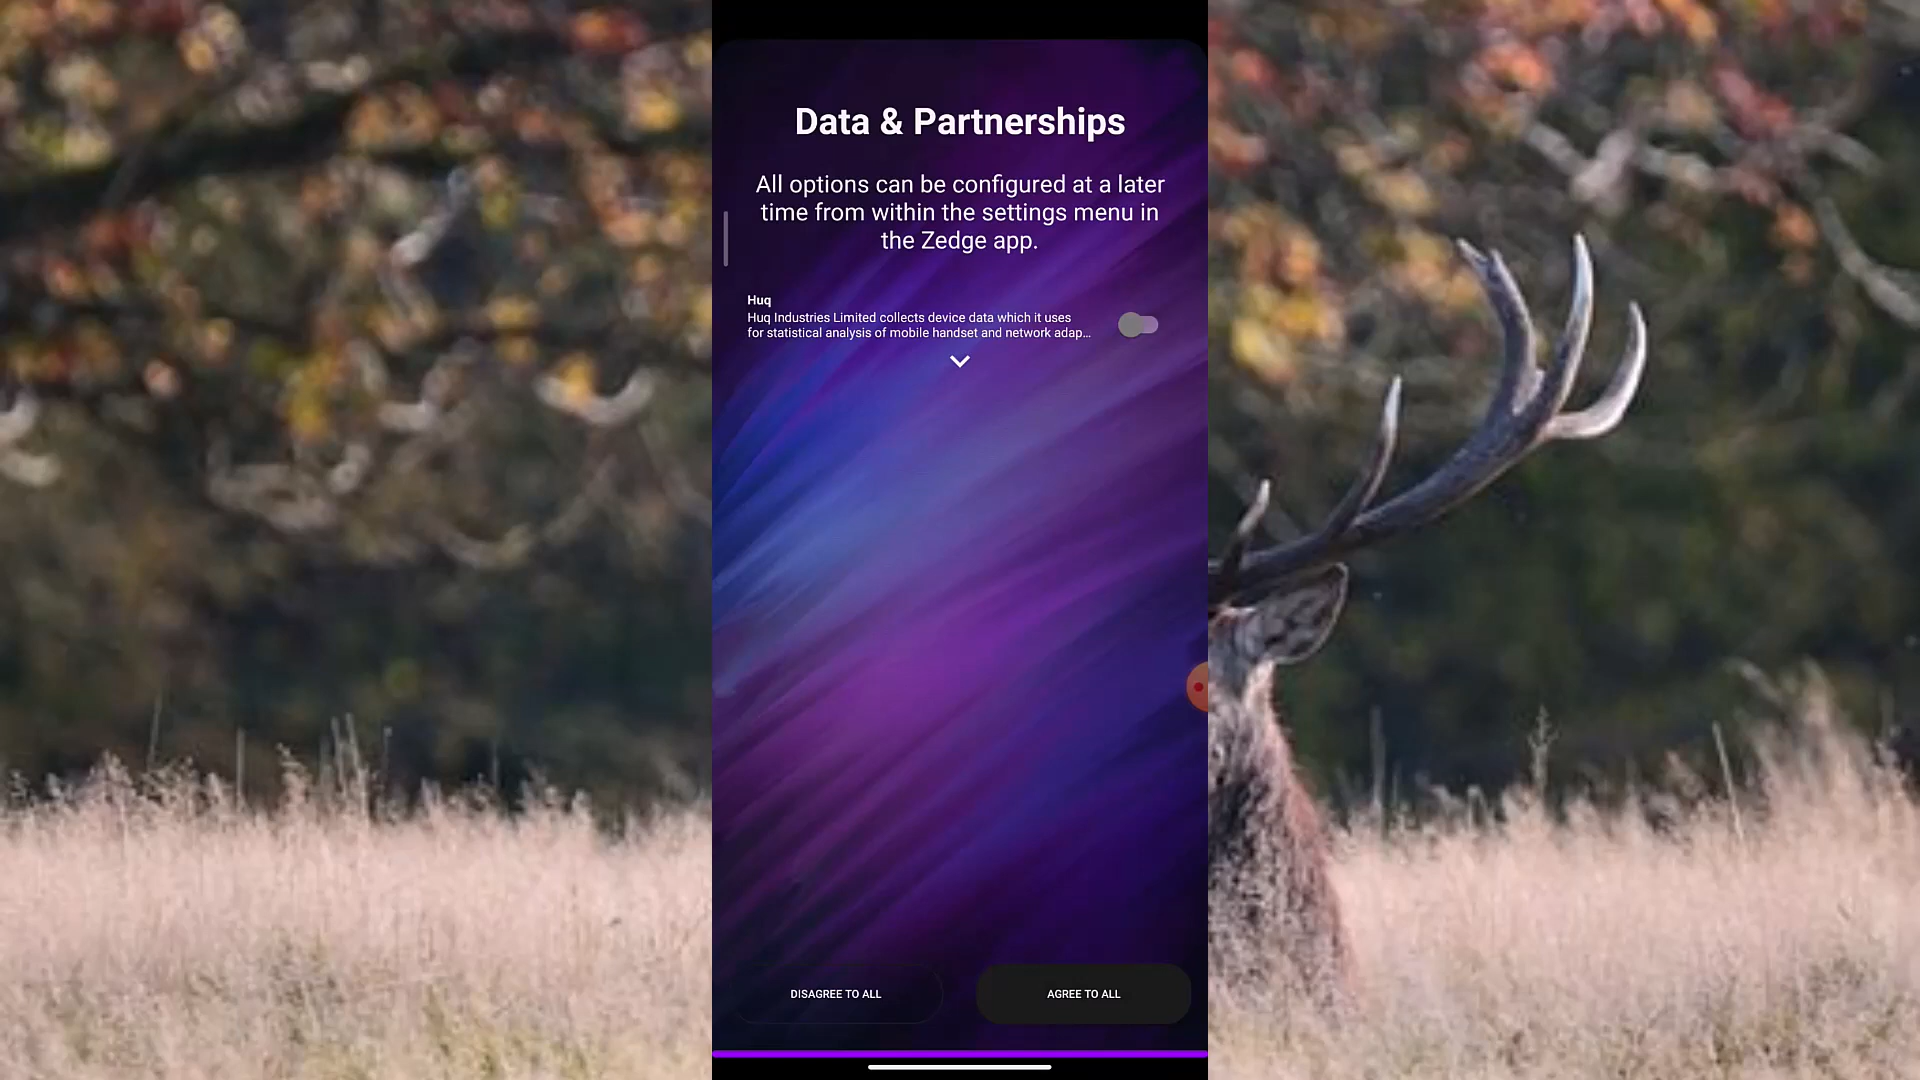 Data & Partnerships
All options can be configured at a later
time from within the settings menu in
the Zedge app.
Huq
Huq Industries Limited collects device data which it uses
for statistical analysis of mobile handset and network adap...
DISAGREE TO ALL
AGREE TO ALL